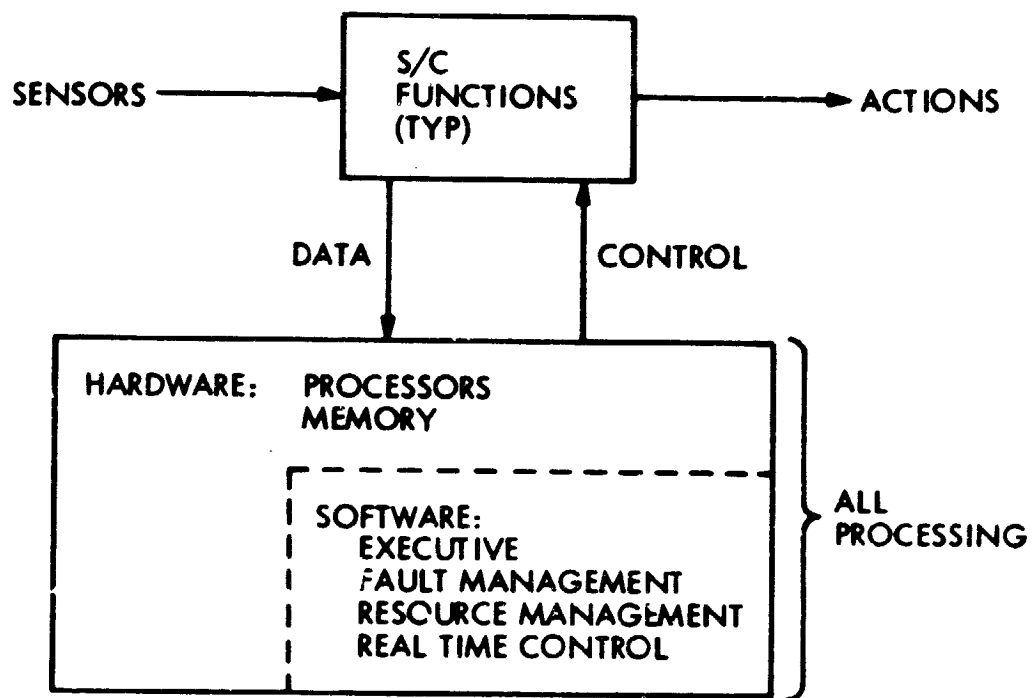 S/C
FUNCTIONS
(TYP)
SENSORS
ACTIONS
DATA
CONTROL
HARDWARE: PROCESSORS
MEMORY
SOFTWARE:
EXECUTIVE
FAULT MANAGEMENT
RESOURCE MANAGEMENT
REAL TIME CONTROL
ALL
PROCESSING